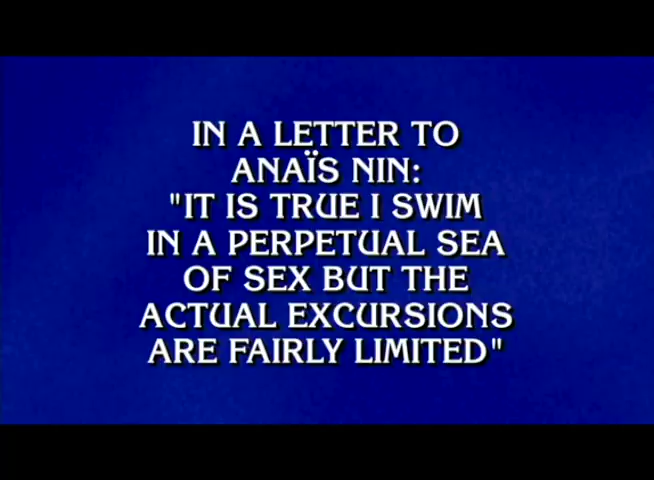 IN A LETTER TO
ANAÏS NIN:
"IT IS TRUE I SWIM
IN A PERPETUAL SEA
OF SEX BUT THE
ACTUAL EXCURSIONS
ARE FAIRLY LIMITED"